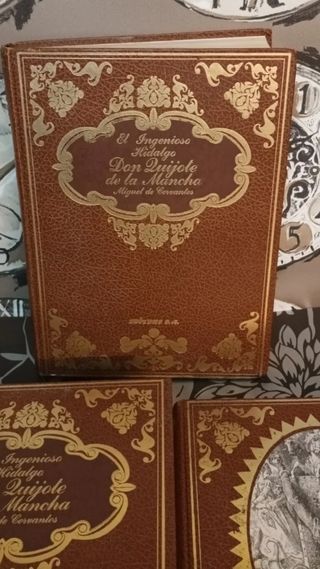 El Ingenioso
Hidalgo
Don Quijote
de la Mancha
Miguel de Cervantes
Ingenioso
Hidalgo
Quijote
Mancha
de Cervantes